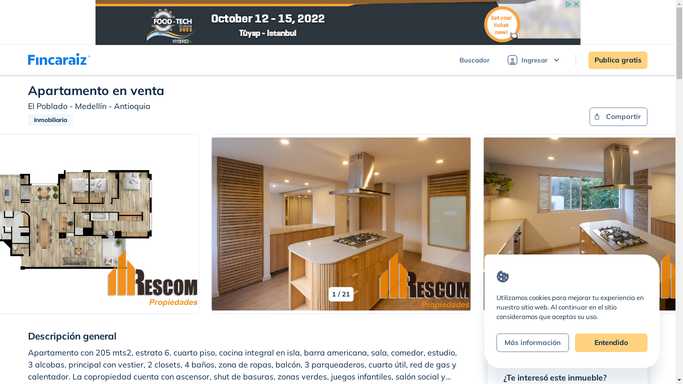 FOOD-TECH
October 12 - 15, 2022
Tüyap - Istanbul
Get your
ticket
now!
Fincaraiz
Buscador
Ingresar
Publica gratis
Apartamento en venta
El Poblado - Medellín - Antioquia
Inmobiliaria
Compartir
RESCOM
Propiedades
RESCOM
Propiedades
1 / 21
Utilizamos cookies para mejorar tu experiencia en
nuestro sitio web. Al continuar en el sitio
consideramos que aceptas su uso.
Más información
Entendido
Descripción general
Apartamento con 205 mts2, estrato 6, cuarto piso, cocina integral en isla, barra americana, sala, comedor, estudio,
3 alcobas, principal con vestier, 2 closets, 4 baños, zona de ropas, balcón, 3 parqueaderos, cuarto útil, red de gas y
calentador. La copropiedad cuenta con ascensor, shut de basuras, zonas verdes, juegos infantiles, salón social y...
¿Te interesó este inmueble?